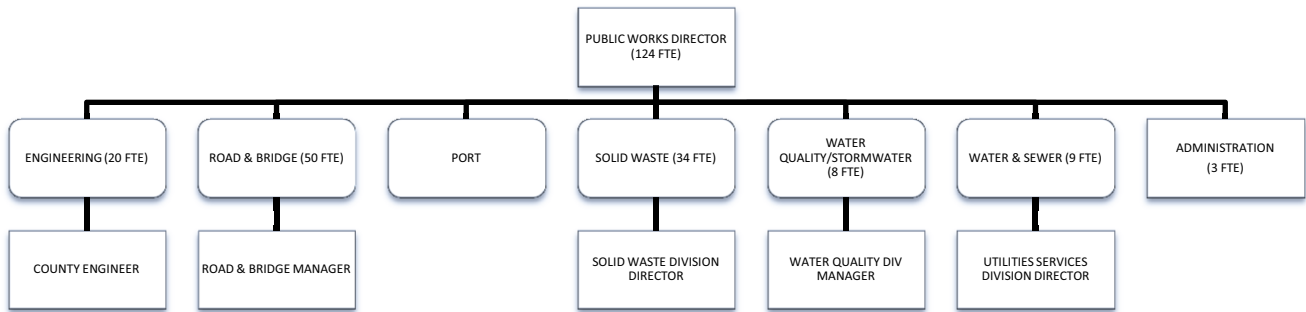 PUBLIC WORKS DIRECTOR
(124 FTE)
ENGINEERING (20 FTE)
ROAD & BRIDGE (50 FTE)
PORT
SOLID WASTE (34 FTE)
WATER
QUALITY/STORMWATER
(8 FTE)
WATER & SEWER (9 FTE)
ADMINISTRATION
(3 FTE)
COUNTY ENGINEER
ROAD & BRIDGE MANAGER
SOLID WASTE DIVISION
DIRECTOR
WATER QUALITY DIV
MANAGER
UTILITIES SERVICES
DIVISION DIRECTOR